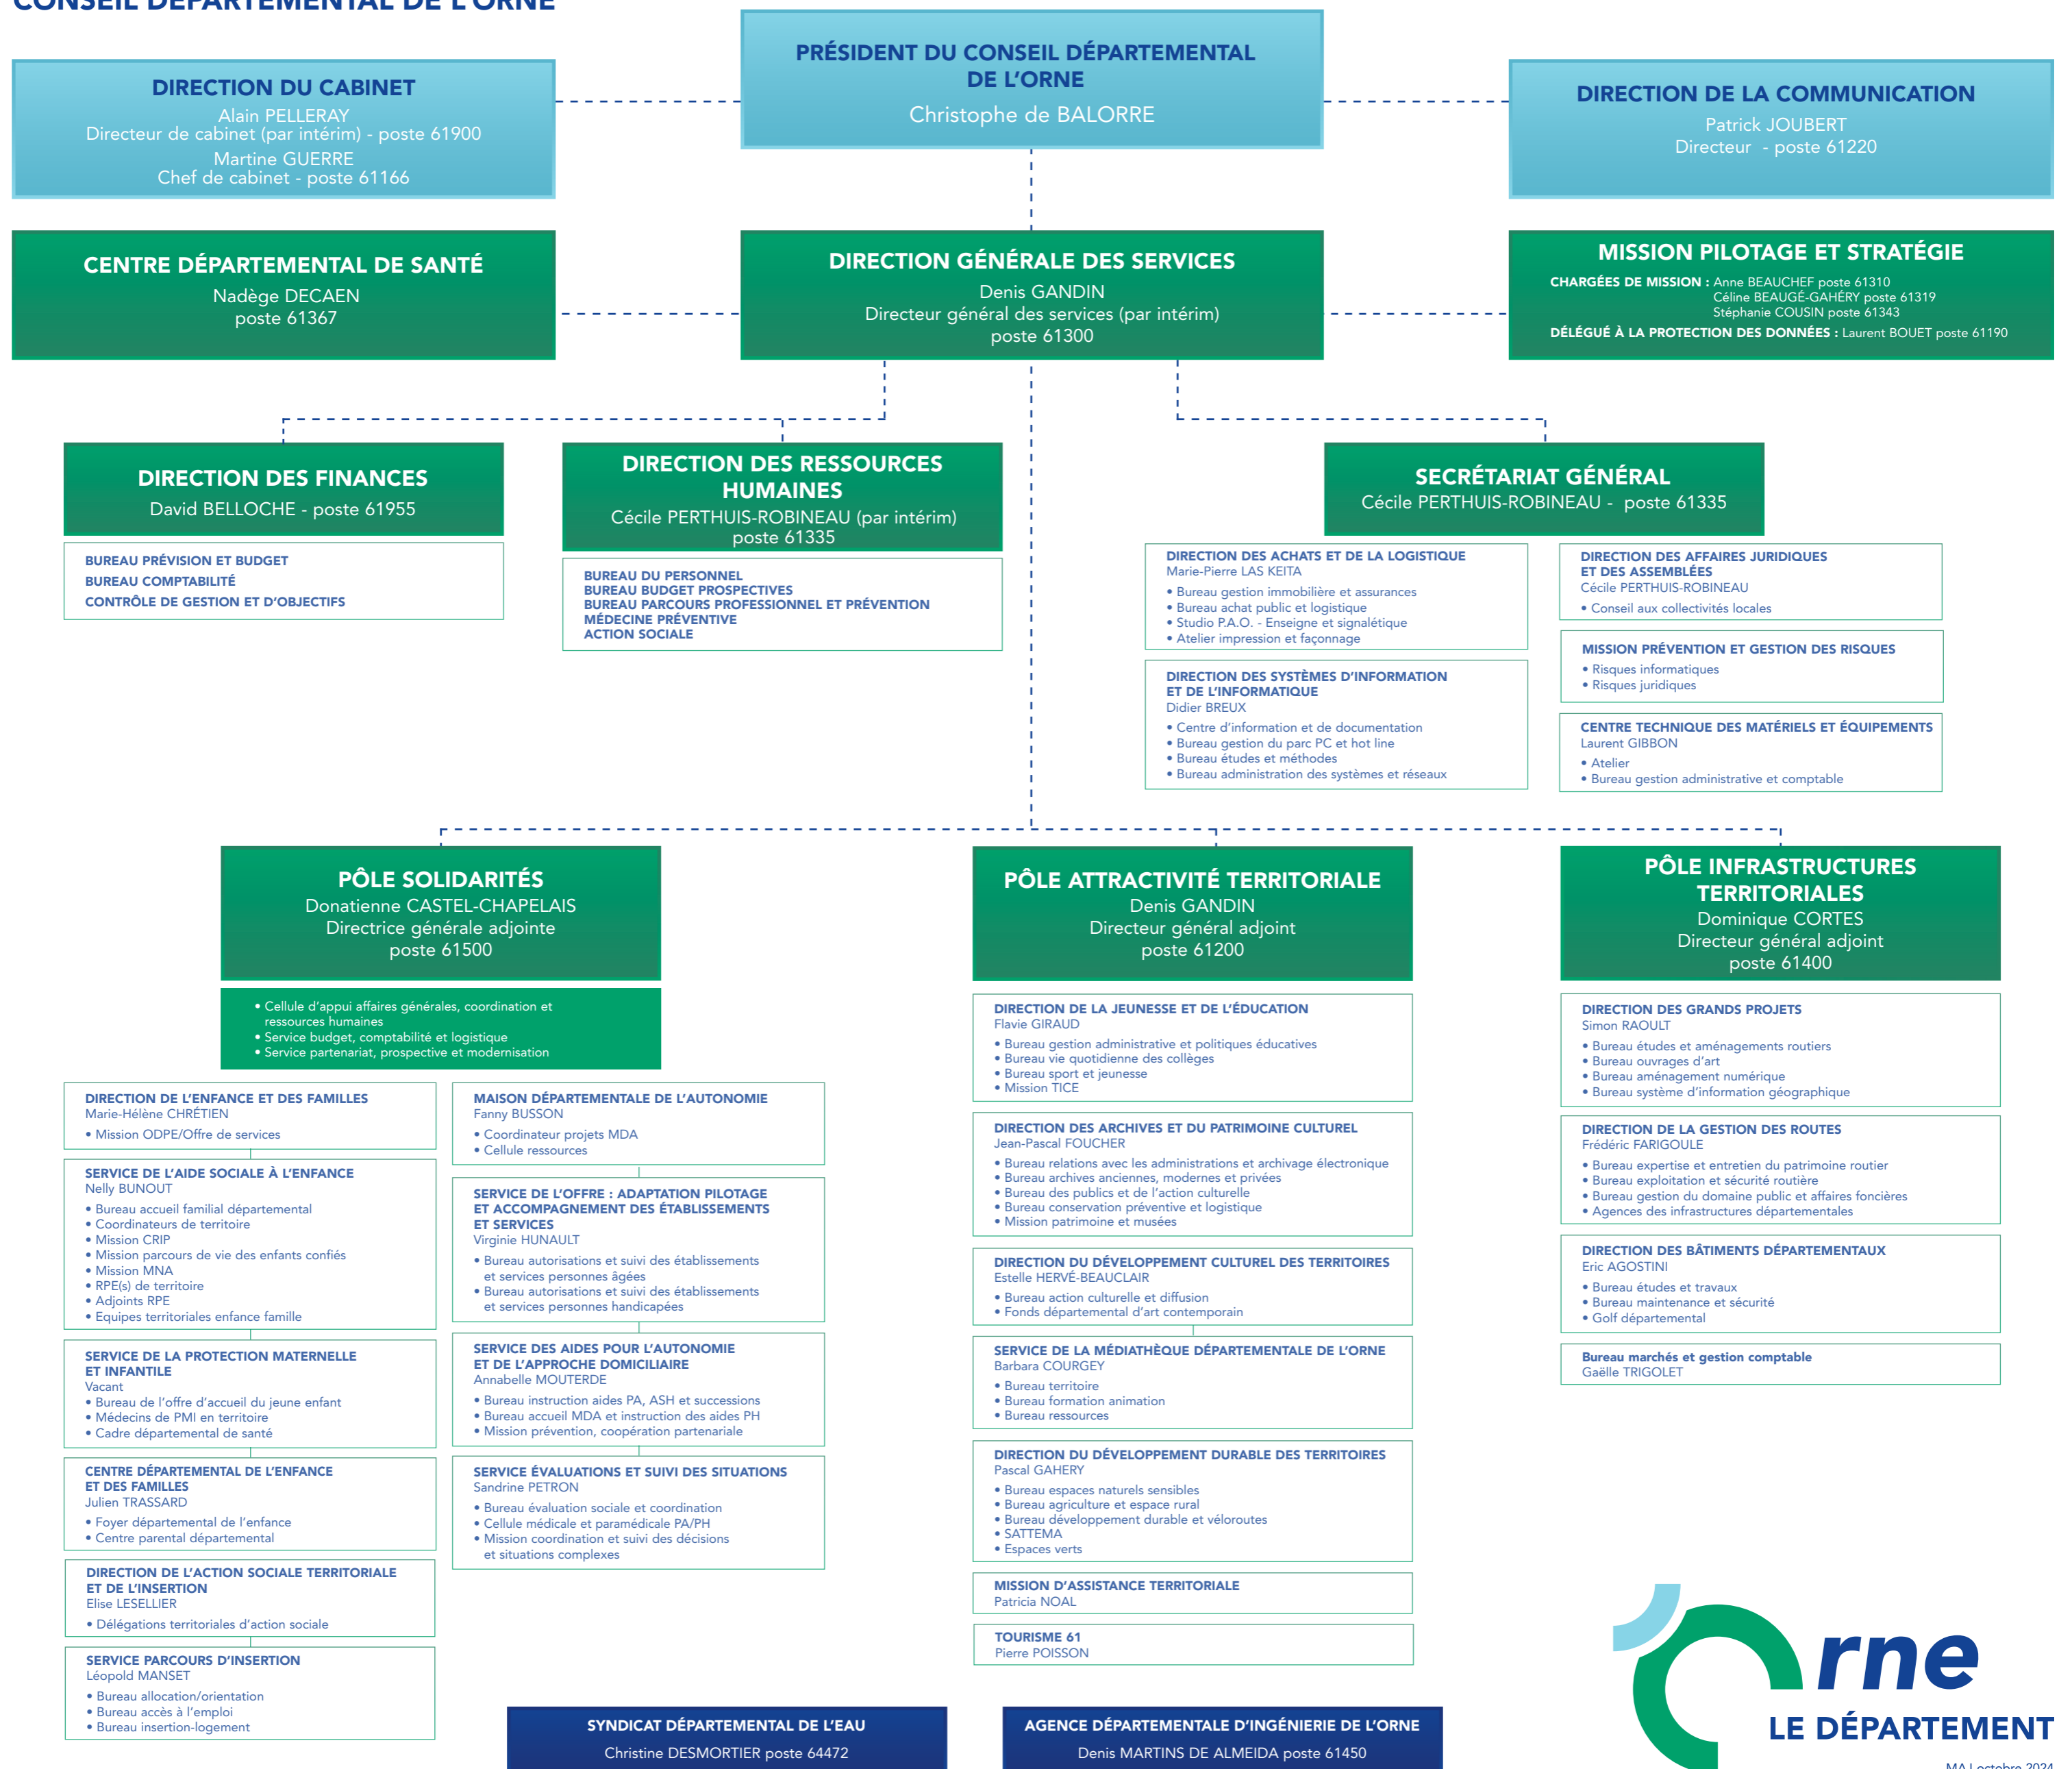 CONSEIL DÉPARTEMENTAL DE L'ORNE
PRÉSIDENT DU CONSEIL DÉPARTEMENTAL
DE L'ORNE
Christophe de BALORRE
DIRECTION DU CABINET
Alain PELLERAY
Directeur de cabinet (par intérim) - poste 61900
Martine GUERRE
Chef de cabinet - poste 61166
DIRECTION DE LA COMMUNICATION
Patrick JOUBERT
Directeur - poste 61220
CENTRE DÉPARTEMENTAL DE SANTÉ
Nadège DECAEN
poste 61367
DIRECTION GÉNÉRALE DES SERVICES
Denis GANDIN
Directeur général des services (par intérim)
poste 61300
MISSION PILOTAGE ET STRATÉGIE
CHARGÉES DE MISSION : Anne BEAUCHEF poste 61310
Céline BEAUGÉ-GAHÉRY poste 61319
Stéphanie COUSIN poste 61343
DÉLÉGUÉ À LA PROTECTION DES DONNÉES : Laurent BOUET poste 61190
DIRECTION DES FINANCES
David BELLOCHE - poste 61955
BUREAU PRÉVISION ET BUDGET
BUREAU COMPTABILITÉ
CONTRÔLE DE GESTION ET D'OBJECTIFS
DIRECTION DES RESSOURCES
HUMAINES
Cécile PERTHUIS-ROBINEAU (par intérim)
poste 61335
BUREAU DU PERSONNEL
BUREAU BUDGET PROSPECTIVES
BUREAU PARCOURS PROFESSIONNEL ET PRÉVENTION
MÉDECINE PRÉVENTIVE
ACTION SOCIALE
SECRÉTARIAT GÉNÉRAL
Cécile PERTHUIS-ROBINEAU - poste 61335
DIRECTION DES ACHATS ET DE LA LOGISTIQUE
Marie-Pierre LAS KEITA
• Bureau gestion immobilière et assurances
• Bureau achat public et logistique
• Studio P.A.O. - Enseigne et signalétique
• Atelier impression et façonnage
DIRECTION DES SYSTÈMES D'INFORMATION
ET DE L'INFORMATIQUE
Didier BREUX
• Centre d'information et de documentation
• Bureau gestion du parc PC et hot line
• Bureau études et méthodes
• Bureau administration des systèmes et réseaux
DIRECTION DES AFFAIRES JURIDIQUES
ET DES ASSEMBLÉES
Cécile PERTHUIS-ROBINEAU
• Conseil aux collectivités locales
MISSION PRÉVENTION ET GESTION DES RISQUES
• Risques informatiques
• Risques juridiques
CENTRE TECHNIQUE DES MATÉRIELS ET ÉQUIPEMENTS
Laurent GIBBON
• Atelier
• Bureau gestion administrative et comptable
PÔLE SOLIDARITÉS
Donatienne CASTEL-CHAPELAIS
Directrice générale adjointe
poste 61500
• Cellule d'appui affaires générales, coordination et
ressources humaines
• Service budget, comptabilité et logistique
• Service partenariat, prospective et modernisation
DIRECTION DE L'ENFANCE ET DES FAMILLES
Marie-Hélène CHRÉTIEN
• Mission ODPE/Offre de services
SERVICE DE L'AIDE SOCIALE À L'ENFANCE
Nelly BUNOUT
• Bureau accueil familial départemental
• Coordinateurs de territoire
• Mission CRIP
• Mission parcours de vie des enfants confiés
• Mission MNA
• RPE(s) de territoire
• Adjoints RPE
• Equipes territoriales enfance famille
SERVICE DE LA PROTECTION MATERNELLE
ET INFANTILE
Vacant
• Bureau de l'offre d'accueil du jeune enfant
• Médecins de PMI en territoire
• Cadre départemental de santé
CENTRE DÉPARTEMENTAL DE L'ENFANCE
ET DES FAMILLES
Julien TRASSARD
• Foyer départemental de l'enfance
• Centre parental départemental
DIRECTION DE L'ACTION SOCIALE TERRITORIALE
ET DE L'INSERTION
Elise LESELLIER
• Délégations territoriales d'action sociale
SERVICE PARCOURS D'INSERTION
Léopold MANSET
• Bureau allocation/orientation
• Bureau accès à l'emploi
• Bureau insertion-logement
MAISON DÉPARTEMENTALE DE L'AUTONOMIE
Fanny BUSSON
• Coordinateur projets MDA
• Cellule ressources
SERVICE DE L'OFFRE : ADAPTATION PILOTAGE
ET ACCOMPAGNEMENT DES ÉTABLISSEMENTS
ET SERVICES
Virginie HUNAULT
• Bureau autorisations et suivi des établissements
et services personnes âgées
• Bureau autorisations et suivi des établissements
et services personnes handicapées
SERVICE DES AIDES POUR L'AUTONOMIE
ET DE L'APPROCHE DOMICILIAIRE
Annabelle MOUTERDE
• Bureau instruction aides PA, ASH et successions
• Bureau accueil MDA et instruction des aides PH
• Mission prévention, coopération partenariale
SERVICE ÉVALUATIONS ET SUIVI DES SITUATIONS
Sandrine PETRON
• Bureau évaluation sociale et coordination
• Cellule médicale et paramédicale PA/PH
• Mission coordination et suivi des décisions
et situations complexes
PÔLE ATTRACTIVITÉ TERRITORIALE
Denis GANDIN
Directeur général adjoint
poste 61200
DIRECTION DE LA JEUNESSE ET DE L'ÉDUCATION
Flavie GIRAUD
• Bureau gestion administrative et politiques éducatives
• Bureau vie quotidienne des collèges
• Bureau sport et jeunesse
• Mission TICE
DIRECTION DES ARCHIVES ET DU PATRIMOINE CULTUREL
Jean-Pascal FOUCHER
• Bureau relations avec les administrations et archivage électronique
• Bureau archives anciennes, modernes et privées
• Bureau des publics et de l'action culturelle
• Bureau conservation préventive et logistique
• Mission patrimoine et musées
DIRECTION DU DÉVELOPPEMENT CULTUREL DES TERRITOIRES
Estelle HERVÉ-BEAUCLAIR
• Bureau action culturelle et diffusion
• Fonds départemental d'art contemporain
SERVICE DE LA MÉDIATHÈQUE DÉPARTEMENTALE DE L'ORNE
Barbara COURGEY
• Bureau territoire
• Bureau formation animation
• Bureau ressources
DIRECTION DU DÉVELOPPEMENT DURABLE DES TERRITOIRES
Pascal GAHERY
• Bureau espaces naturels sensibles
• Bureau agriculture et espace rural
• Bureau développement durable et véloroutes
• SATTEMA
• Espaces verts
MISSION D'ASSISTANCE TERRITORIALE
Patricia NOAL
TOURISME 61
Pierre POISSON
PÔLE INFRASTRUCTURES
TERRITORIALES
Dominique CORTES
Directeur général adjoint
poste 61400
DIRECTION DES GRANDS PROJETS
Simon RAOULT
• Bureau études et aménagements routiers
• Bureau ouvrages d'art
• Bureau aménagement numérique
• Bureau système d'information géographique
DIRECTION DE LA GESTION DES ROUTES
Frédéric FARIGOULE
• Bureau expertise et entretien du patrimoine routier
• Bureau exploitation et sécurité routière
• Bureau gestion du domaine public et affaires foncières
• Agences des infrastructures départementales
DIRECTION DES BÂTIMENTS DÉPARTEMENTAUX
Eric AGOSTINI
• Bureau études et travaux
• Bureau maintenance et sécurité
• Golf départemental
Bureau marchés et gestion comptable
Gaëlle TRIGOLET
SYNDICAT DÉPARTEMENTAL DE L'EAU
Christine DESMORTIER poste 64472
AGENCE DÉPARTEMENTALE D'INGÉNIERIE DE L'ORNE
Denis MARTINS DE ALMEIDA poste 61450
Orne
LE DÉPARTEMENT
MAJ octobre 2024